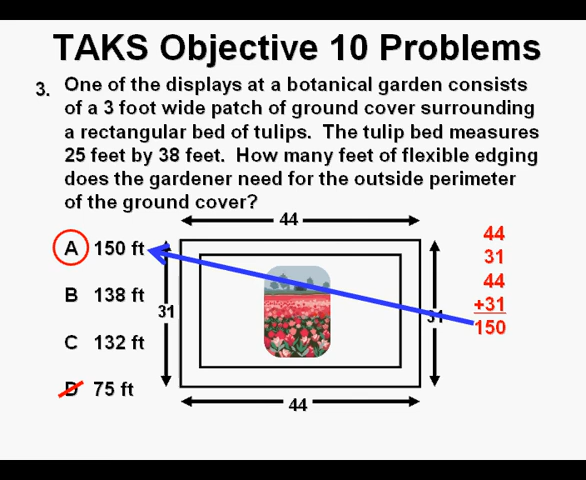 TAKS Objective 10 Problems
3. One of the displays at a botanical garden consists
of a 3 foot wide patch of ground cover surrounding
a rectangular bed of tulips. The tulip bed measures
25 feet by 38 feet. How many feet of flexible edging
does the gardener need for the outside perimeter
of the ground cover?
44
A 150 ft
B 138 ft
C 132 ft
D 75 ft
31
31
44
44
31
44
+31
150